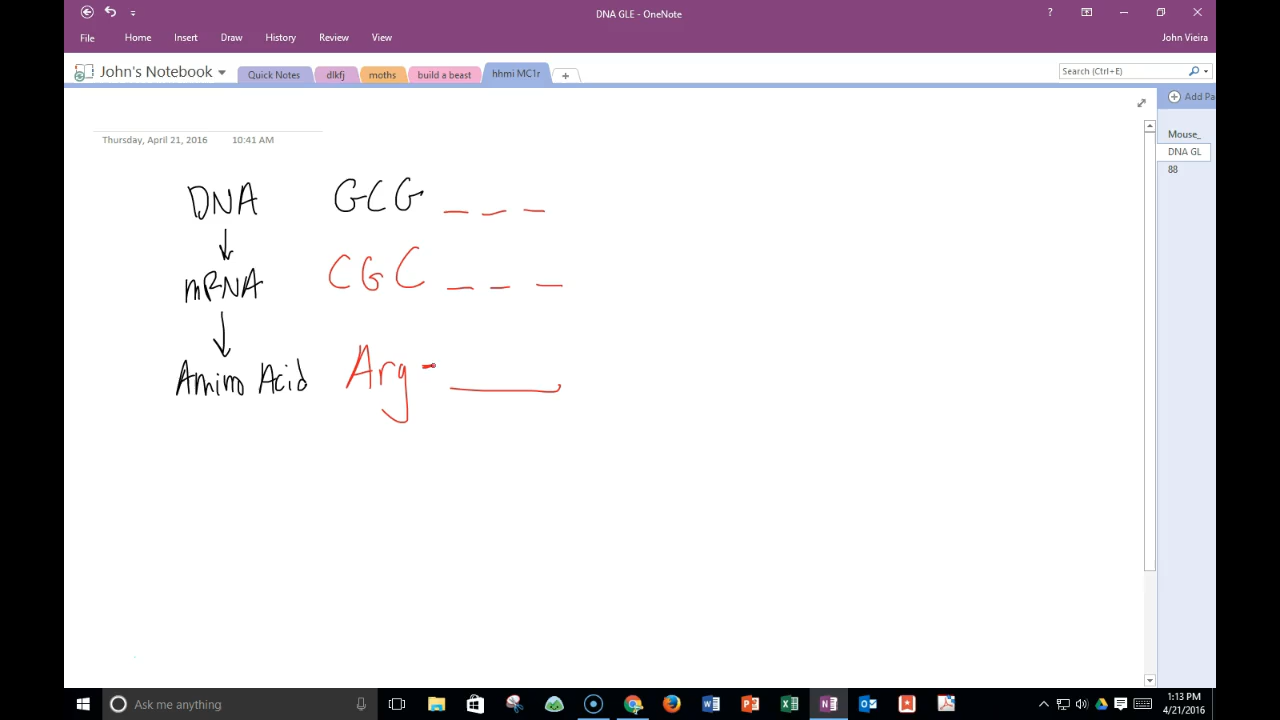 DNA GLE - OneNote
?
File Home Insert Draw History Review View
John Vieira
John's Notebook
Quick Notes dlkfj moths build a beast hhmi MC1r
Search (Ctrl+E)
Add Pa
Thursday, April 21, 2016 10:41 AM
Mouse_
DNA GL
88
DNA GCG _ _ _
mRNA CGC _ _ _
Amino Acid Arg - ____
Ask me anything
1:13 PM
4/21/2016